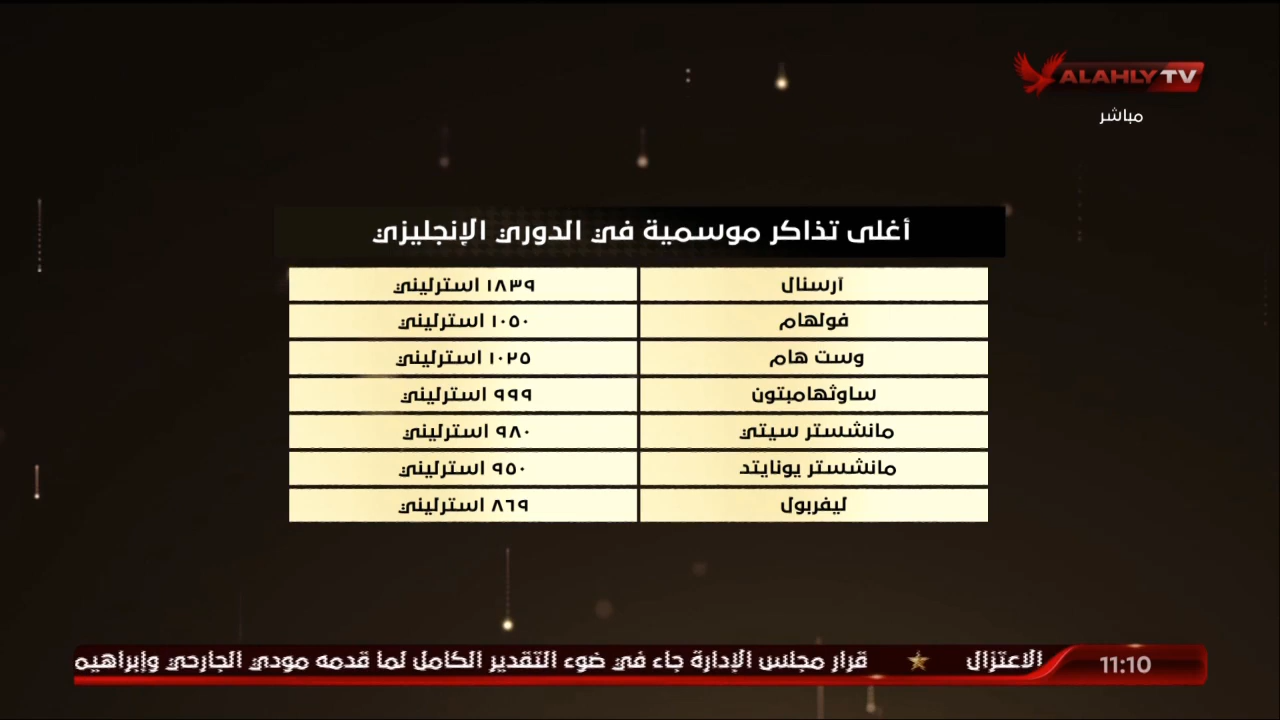 ALAHLY TV
مباشر
أغلى تذاكر موسمية في الدوري الإنجليزي
آرسنال ١٨٣٩ استرليني
فولهام ١٠٥٠ استرليني
وست هام ١٠٢٥ استرليني
ساوثهامبتون ٩٩٩ استرليني
مانشستر سيتي ٩٨٠ استرليني
مانشستر يونايتد ٩٥٠ استرليني
ليفربول ٨٦٩ استرليني
11:10 الاعتزال ★ قرار مجلس الإدارة جاء في ضوء التقدير الكامل لما قدمه مودي الجارحي وإبراهيم